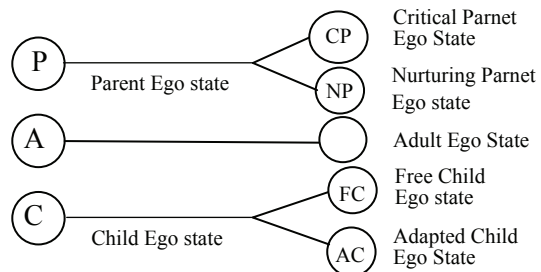 P
Parent Ego state
CP
Critical Parnet
Ego State
NP
Nurturing Parnet
Ego state
A
Adult Ego State
C
Child Ego state
FC
Free Child
Ego state
AC
Adapted Child
Ego State